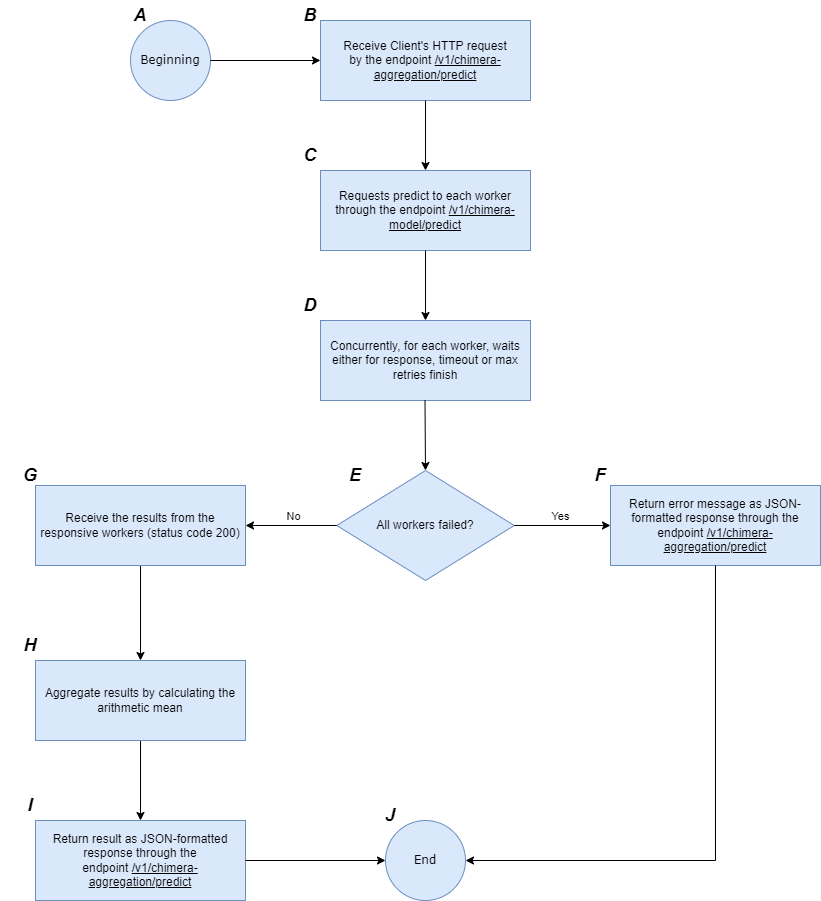 A
Beginning
B
Receive Client's HTTP request
by the endpoint /v1/chimera-
aggregation/predict
C
Requests predict to each worker
through the endpoint /v1/chimera-
model/predict
D
Concurrently, for each worker, waits
either for response, timeout or max
retries finish
E
All workers failed?
No
Yes
G
Receive the results from the
responsive workers (status code 200)
F
Return error message as JSON-
formatted response through the
endpoint /v1/chimera-
aggregation/predict
H
Aggregate results by calculating the
arithmetic mean
I
Return result as JSON-formatted
response through the
endpoint /v1/chimera-
aggregation/predict
J
End